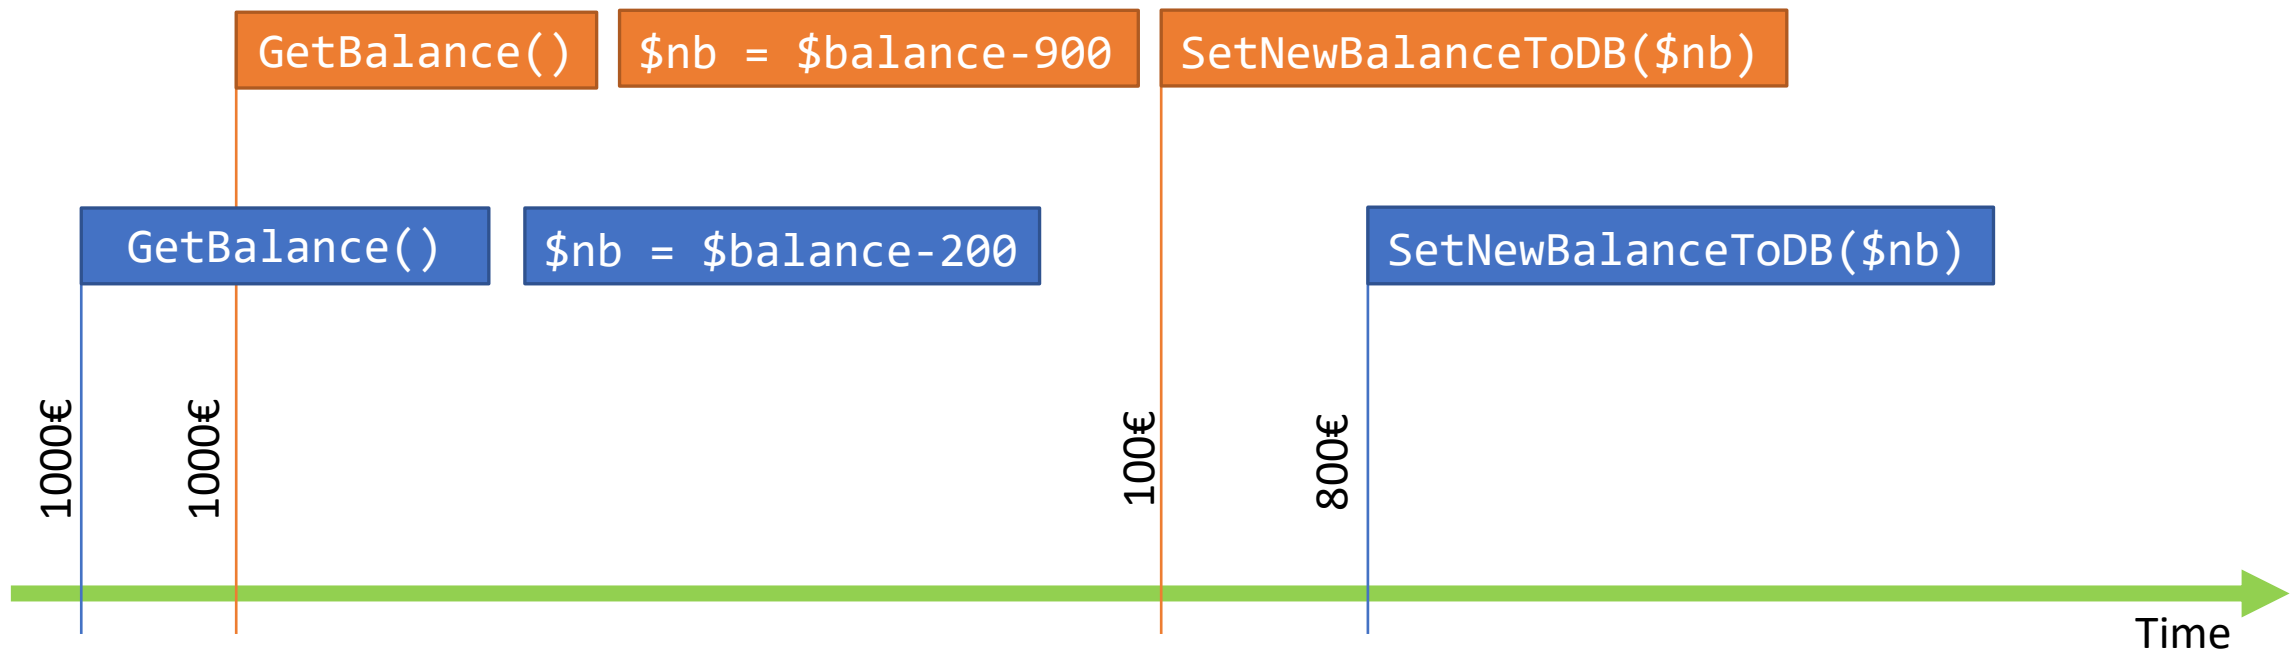 GetBalance()
$nb = $balance-900
SetNewBalanceToDB($nb)
GetBalance()
$nb = $balance-200
SetNewBalanceToDB($nb)
1000€
1000€
100€
800€
Time